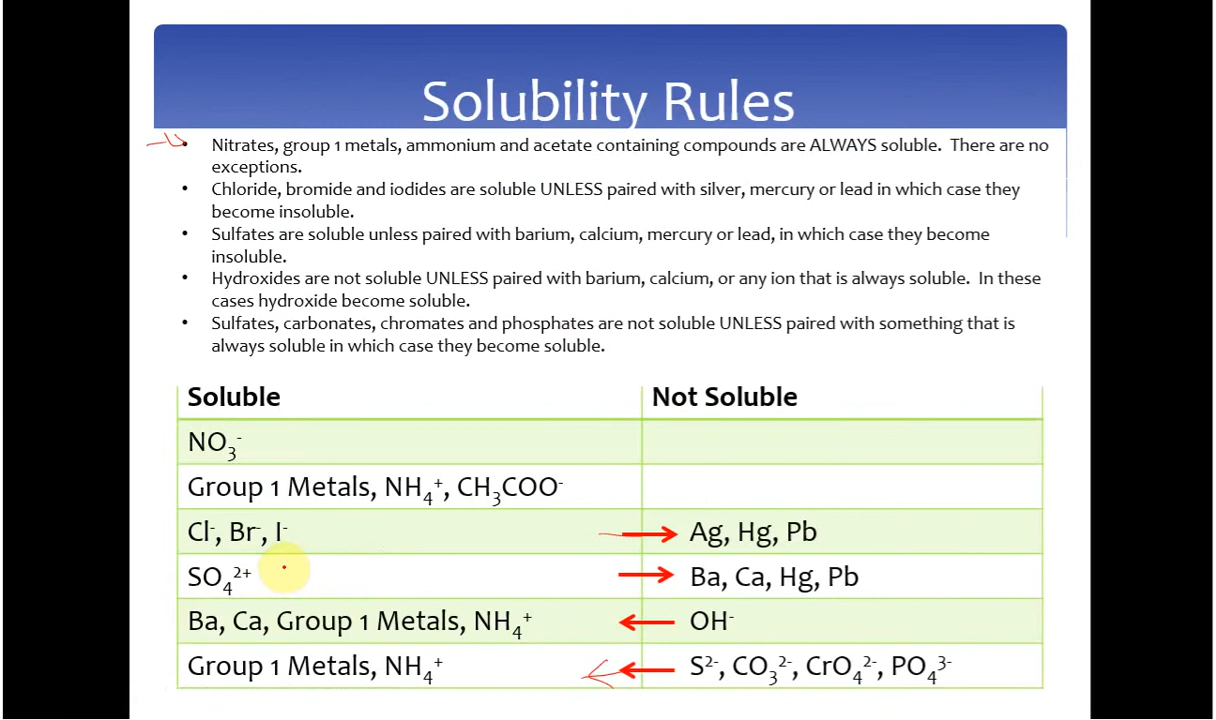 Solubility Rules
• Nitrates, group 1 metals, ammonium and acetate containing compounds are ALWAYS soluble. There are no
exceptions.
• Chloride, bromide and iodides are soluble UNLESS paired with silver, mercury or lead in which case they
become insoluble.
• Sulfates are soluble unless paired with barium, calcium, mercury or lead, in which case they become
insoluble.
• Hydroxides are not soluble UNLESS paired with barium, calcium, or any ion that is always soluble. In these
cases hydroxide become soluble.
• Sulfates, carbonates, chromates and phosphates are not soluble UNLESS paired with something that is
always soluble in which case they become soluble.
Soluble Not Soluble
NO₃⁻
Group 1 Metals, NH₄⁺, CH₃COO⁻
Cl⁻, Br⁻, I⁻ → Ag, Hg, Pb
SO₄²⁺ → Ba, Ca, Hg, Pb
Ba, Ca, Group 1 Metals, NH₄⁺ ← OH⁻
Group 1 Metals, NH₄⁺ ← S²⁻, CO₃²⁻, CrO₄²⁻, PO₄³⁻